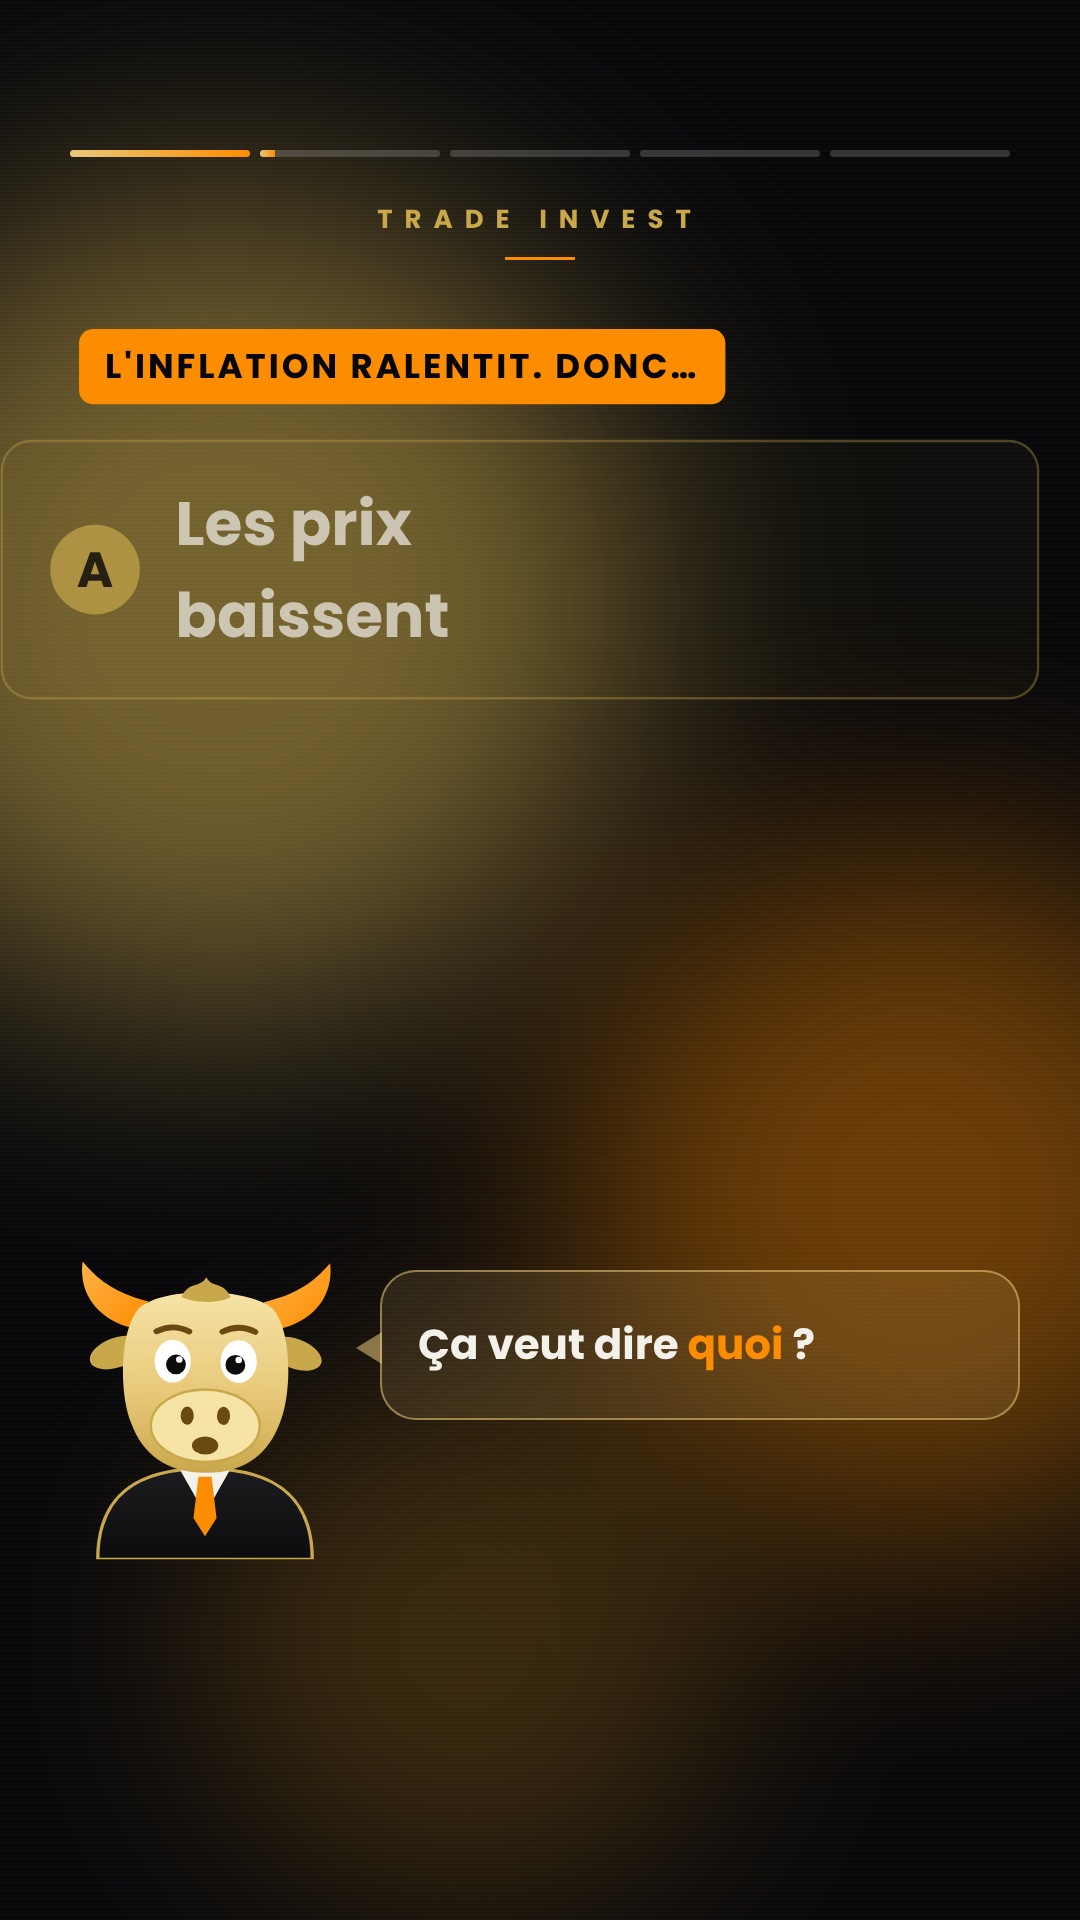 TRADE INVEST
L'INFLATION RALENTIT. DONC…
A
Les prix
baissent
Ça veut dire quoi ?